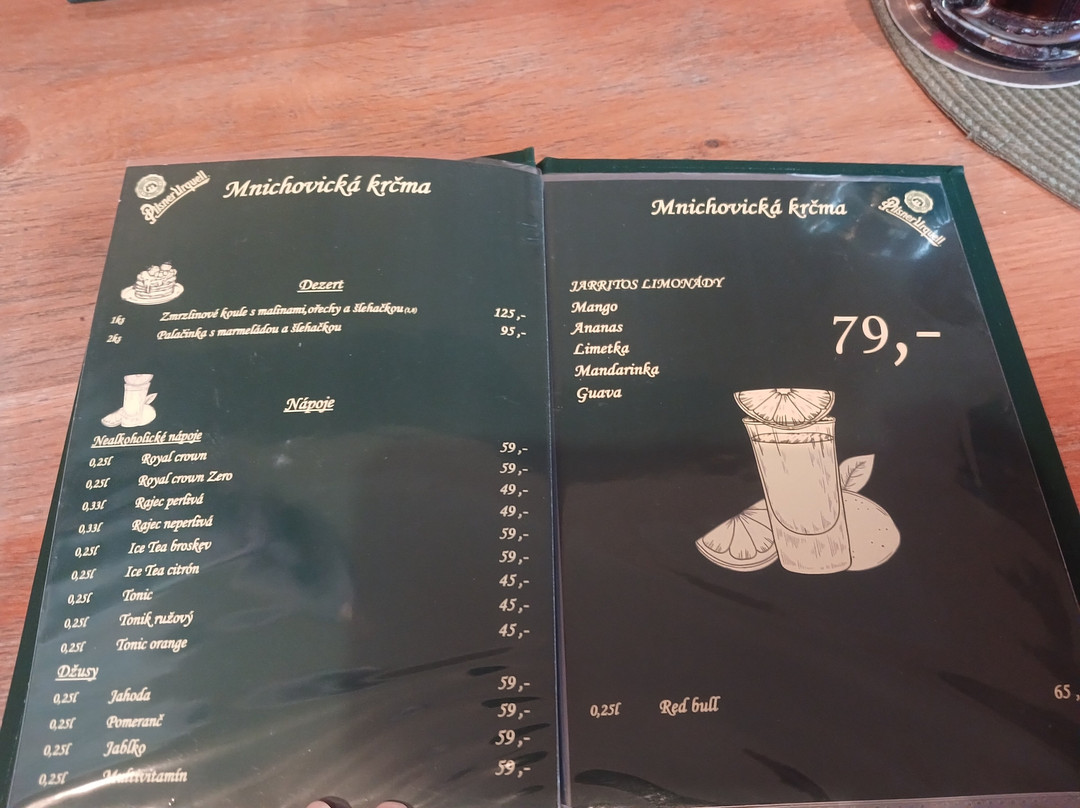 Pilsner Urquell
Mnichovická krčma
Dezert
1ks Zmrzlinové koule s malinami,ořechy a šlehačkou (1,8) 125,-
2ks Palačinka s marmeládou a šlehačkou 95,-
Nápoje
Nealkoholické nápoje
0,25l Royal crown 59,-
0,25l Royal crown Zero 59,-
0,33l Rajec perlivá 49,-
0,33l Rajec neperlivá 49,-
0,25l Ice Tea broskev 59,-
0,25l Ice Tea citrón 59,-
0,25l Tonic 45,-
0,25l Tonik ružový 45,-
0,25l Tonic orange 45,-
Džusy
0,25l Jahoda 59,-
0,25l Pomeranč 59,-
0,25l Jablko 59,-
0,25l Multivitamín 59,-
Mnichovická krčma
Pilsner Urquell
JARRITOS LIMONÁDY
Mango
Ananas
Limetka
Mandarinka
Guava
79,-
0,25l Red bull 65,